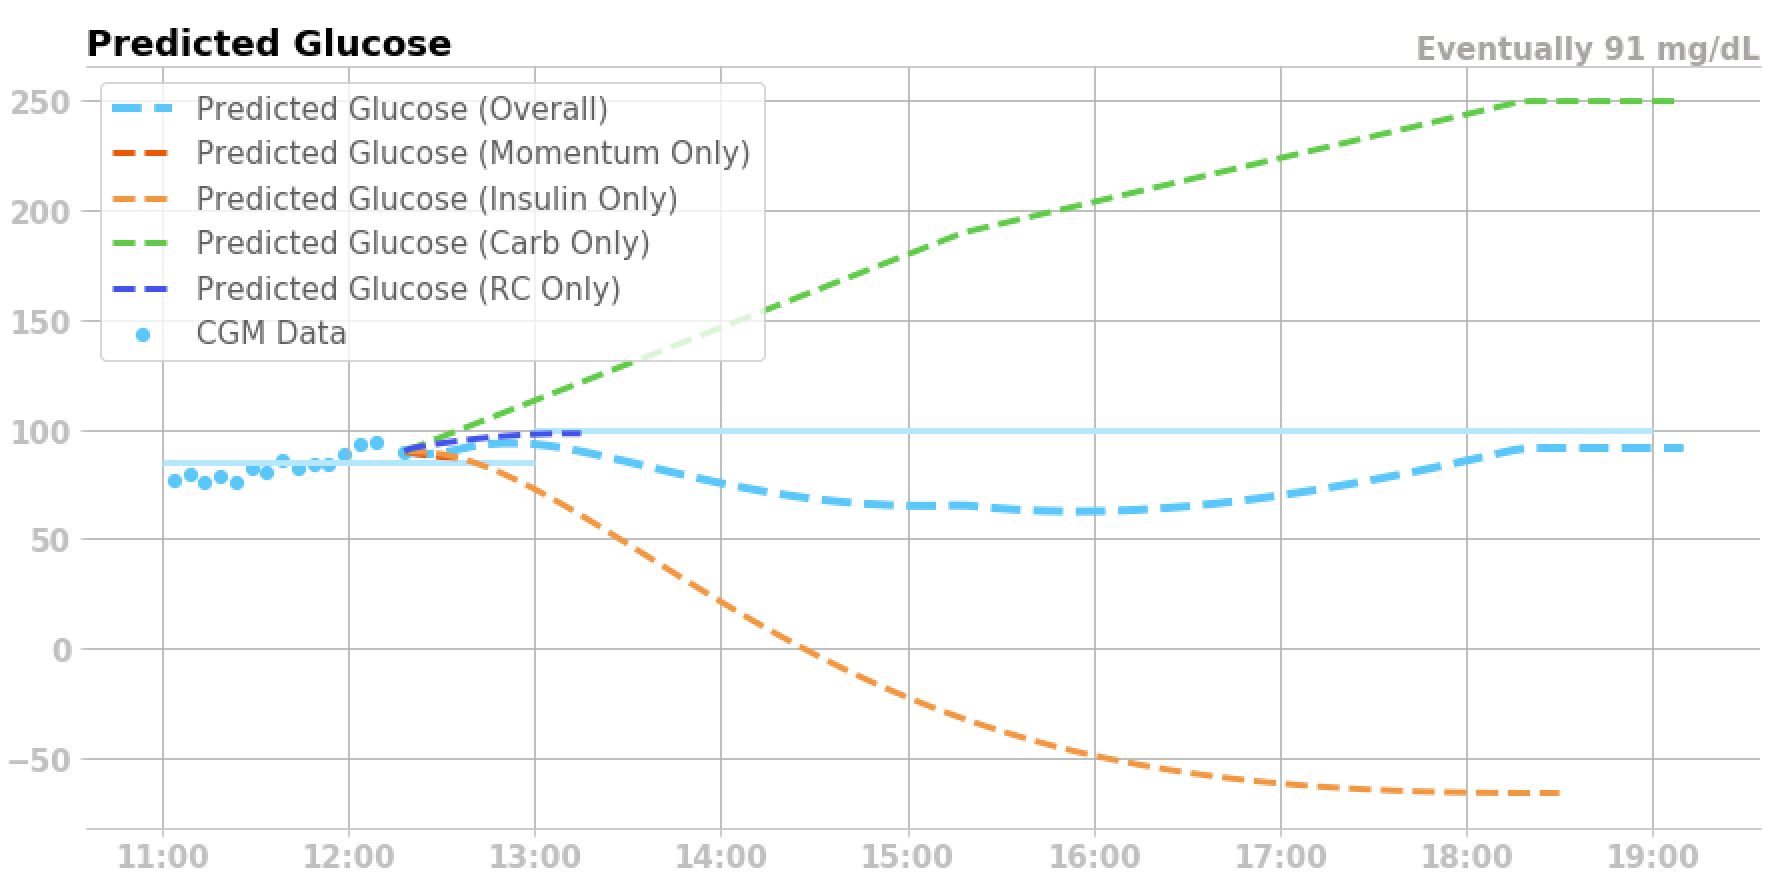 Predicted Glucose
Eventually 91 mg/dL
Predicted Glucose (Overall)
Predicted Glucose (Momentum Only)
Predicted Glucose (Insulin Only)
Predicted Glucose (Carb Only)
Predicted Glucose (RC Only)
CGM Data
250
200
150
100
50
0
−50
11:00 12:00 13:00 14:00 15:00 16:00 17:00 18:00 19:00